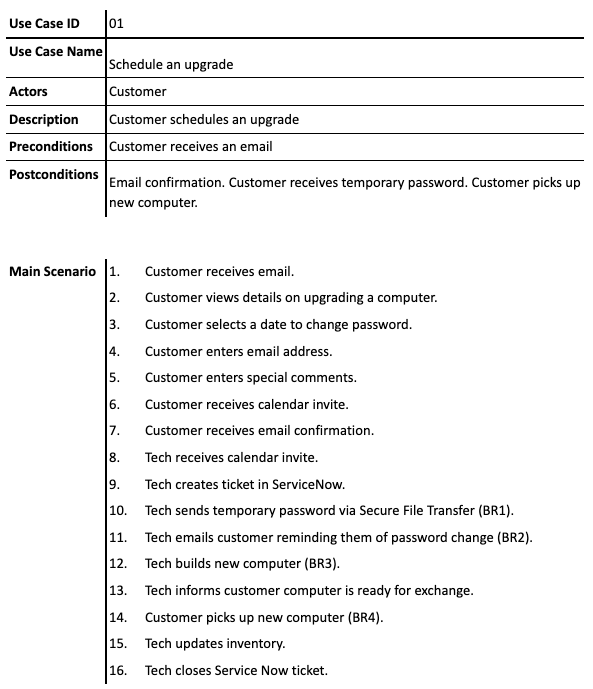 Use Case ID 01
Use Case Name Schedule an upgrade
Actors Customer
Description Customer schedules an upgrade
Preconditions Customer receives an email
Postconditions Email confirmation. Customer receives temporary password. Customer picks up
new computer.
Main Scenario 1. Customer receives email.
2. Customer views details on upgrading a computer.
3. Customer selects a date to change password.
4. Customer enters email address.
5. Customer enters special comments.
6. Customer receives calendar invite.
7. Customer receives email confirmation.
8. Tech receives calendar invite.
9. Tech creates ticket in ServiceNow.
10. Tech sends temporary password via Secure File Transfer (BR1).
11. Tech emails customer reminding them of password change (BR2).
12. Tech builds new computer (BR3).
13. Tech informs customer computer is ready for exchange.
14. Customer picks up new computer (BR4).
15. Tech updates inventory.
16. Tech closes Service Now ticket.